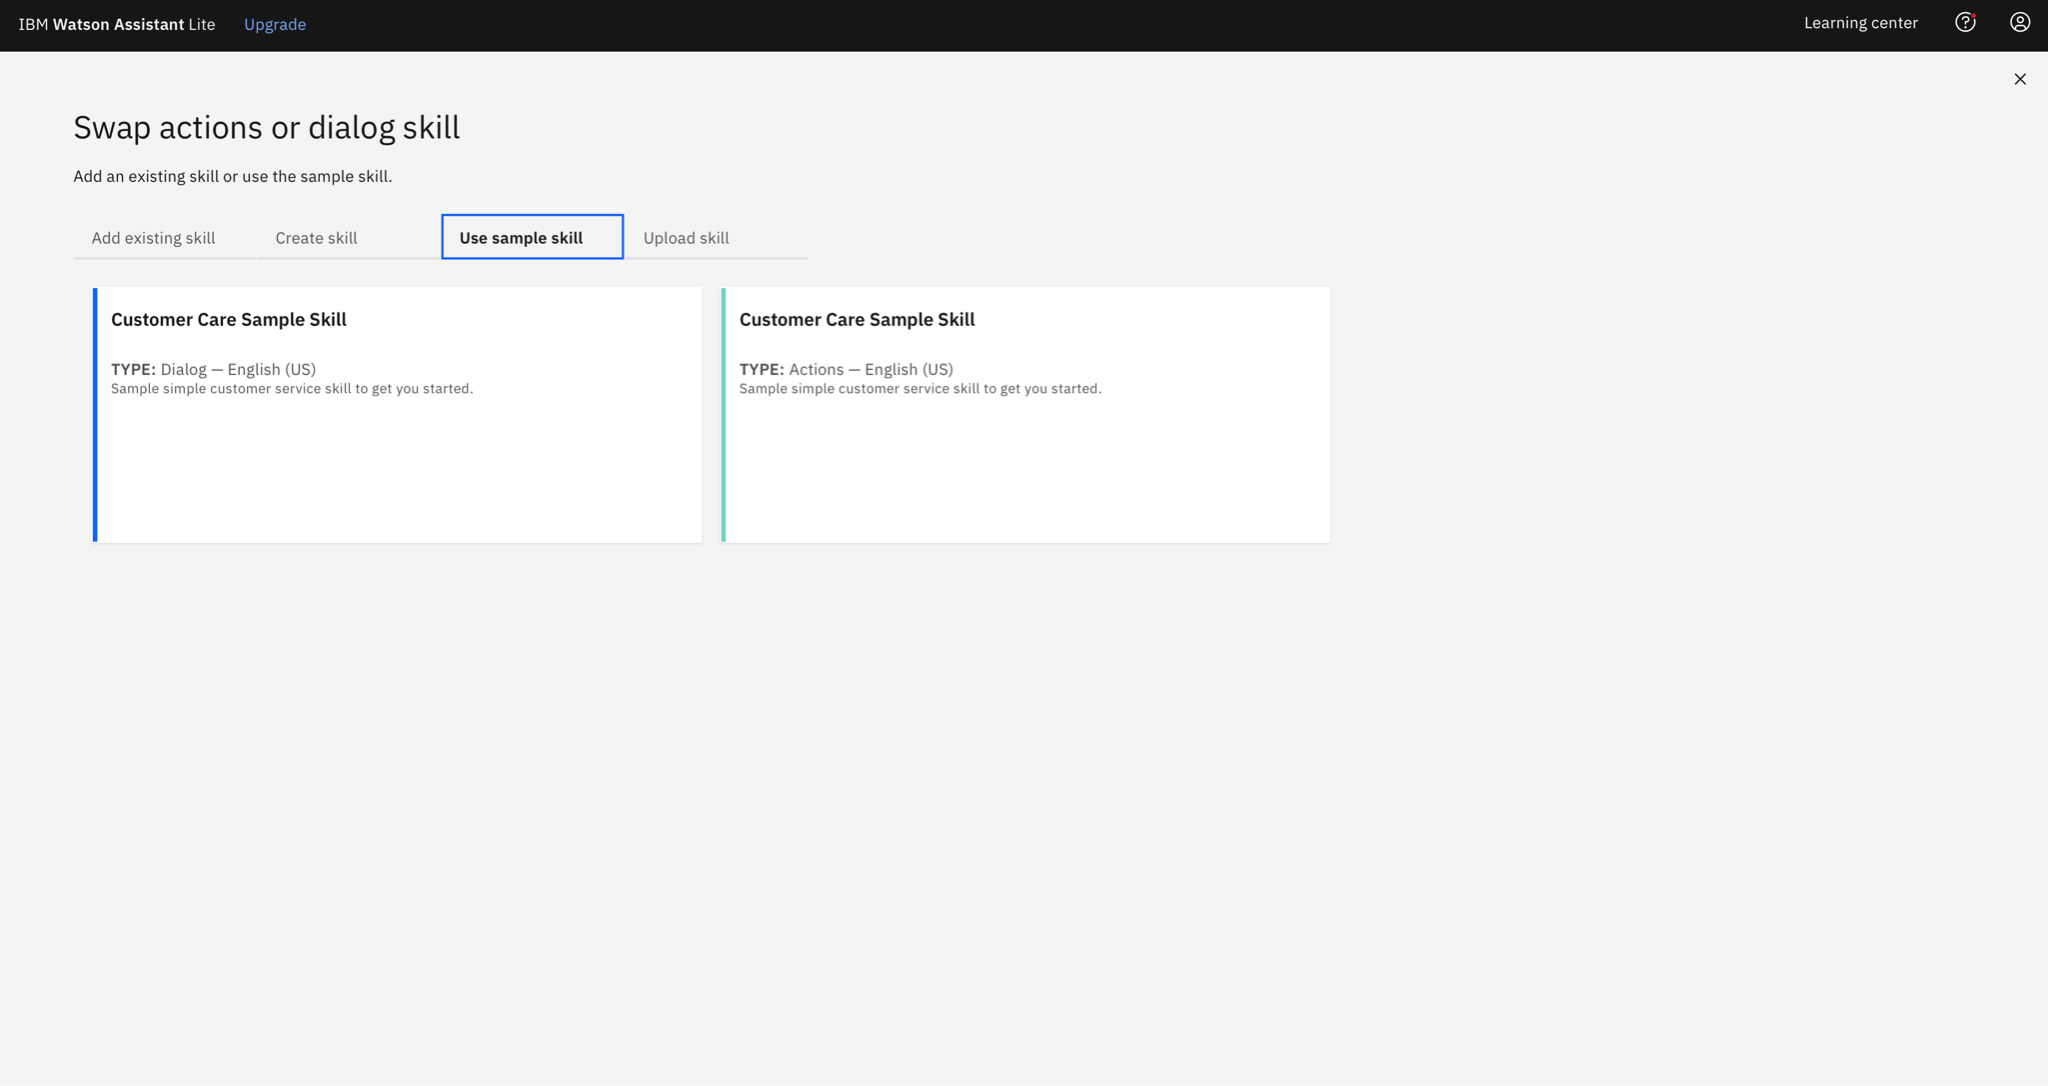 IBM Watson Assistant Lite Upgrade Learning center
Swap actions or dialog skill
Add an existing skill or use the sample skill.
Add existing skill Create skill Use sample skill Upload skill
Customer Care Sample Skill
TYPE: Dialog — English (US)
Sample simple customer service skill to get you started.
Customer Care Sample Skill
TYPE: Actions — English (US)
Sample simple customer service skill to get you started.